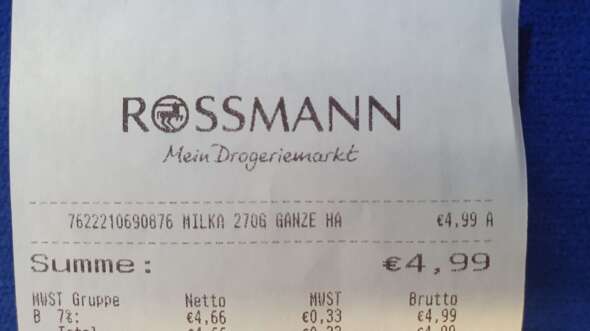 ROSSMANN
Mein Drogeriemarkt
7622210690876 MILKA 270G GANZE HA €4,99 A
Summe: €4,99
MWST Gruppe Netto MWST Brutto
B 7%: €4,66 €0,33 €4,99